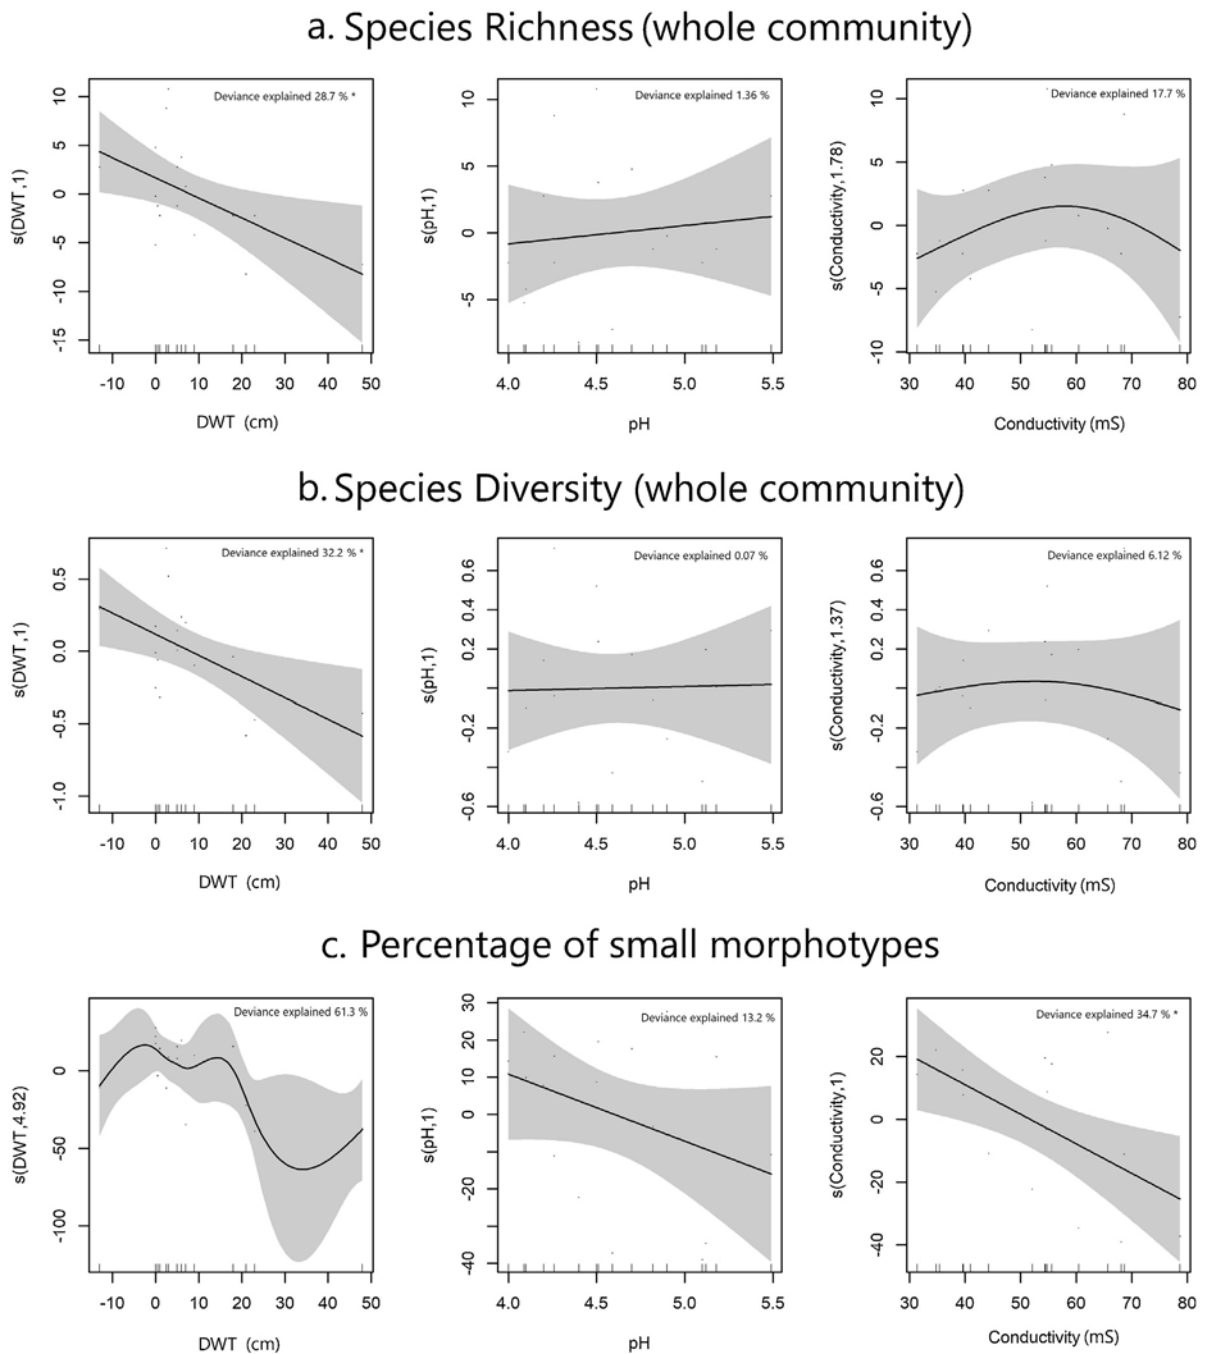 a. Species Richness (whole community)
Deviance explained 28.7 % *
s(DWT,1)
10
5
0
-5
-10
-15
-10 0 10 20 30 40 50
DWT (cm)
Deviance explained 1.36 %
s(pH,1)
10
5
0
-5
4.0 4.5 5.0 5.5
pH
Deviance explained 17.7 %
s(Conductivity,1.78)
10
5
0
-5
-10
30 40 50 60 70 80
Conductivity (mS)
b. Species Diversity (whole community)
Deviance explained 32.2 % *
s(DWT,1)
0.5
0.0
-0.5
-1.0
-10 0 10 20 30 40 50
DWT (cm)
Deviance explained 0.07 %
s(pH,1)
0.6
0.4
0.2
-0.2
-0.6
4.0 4.5 5.0 5.5
pH
Deviance explained 6.12 %
s(Conductivity,1.37)
0.6
0.4
0.2
-0.2
-0.6
30 40 50 60 70 80
Conductivity (mS)
c. Percentage of small morphotypes
Deviance explained 61.3 %
s(DWT,4.92)
0
-50
-100
-10 0 10 20 30 40 50
DWT (cm)
Deviance explained 13.2 %
s(pH,1)
30
20
10
0
-20
-40
4.0 4.5 5.0 5.5
pH
Deviance explained 34.7 % *
s(Conductivity,1)
20
0
-20
-40
30 40 50 60 70 80
Conductivity (mS)